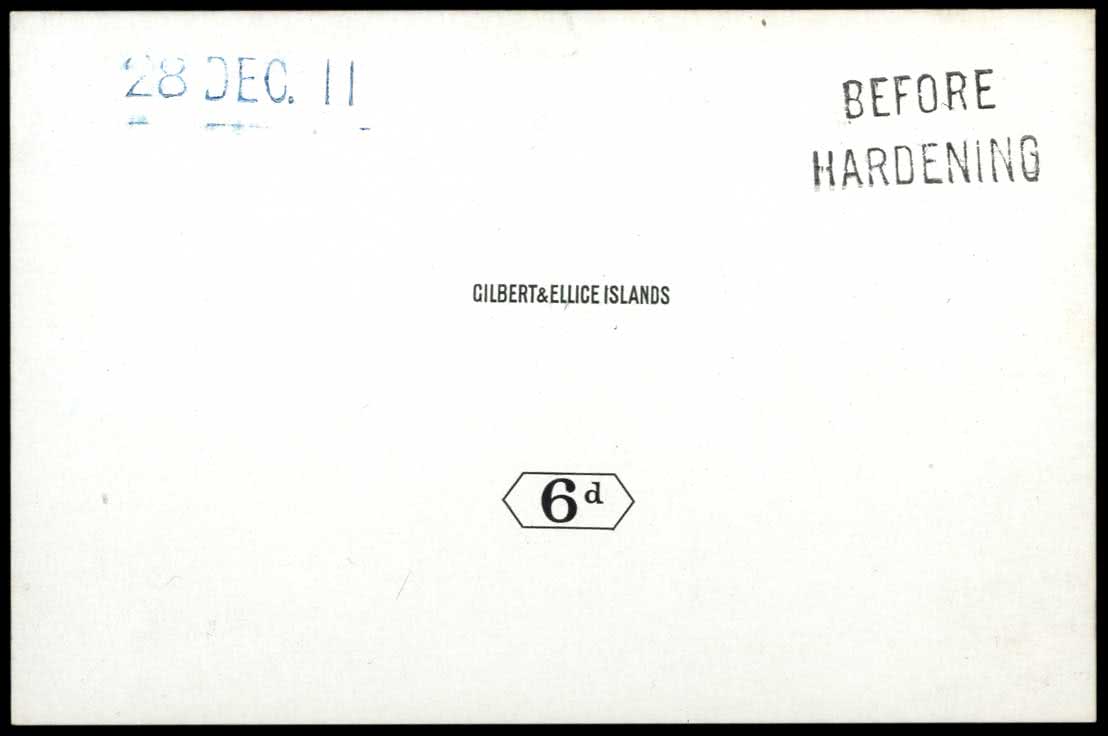 28 DEC. 11
BEFORE
HARDENING
GILBERT&ELLICE ISLANDS
6d